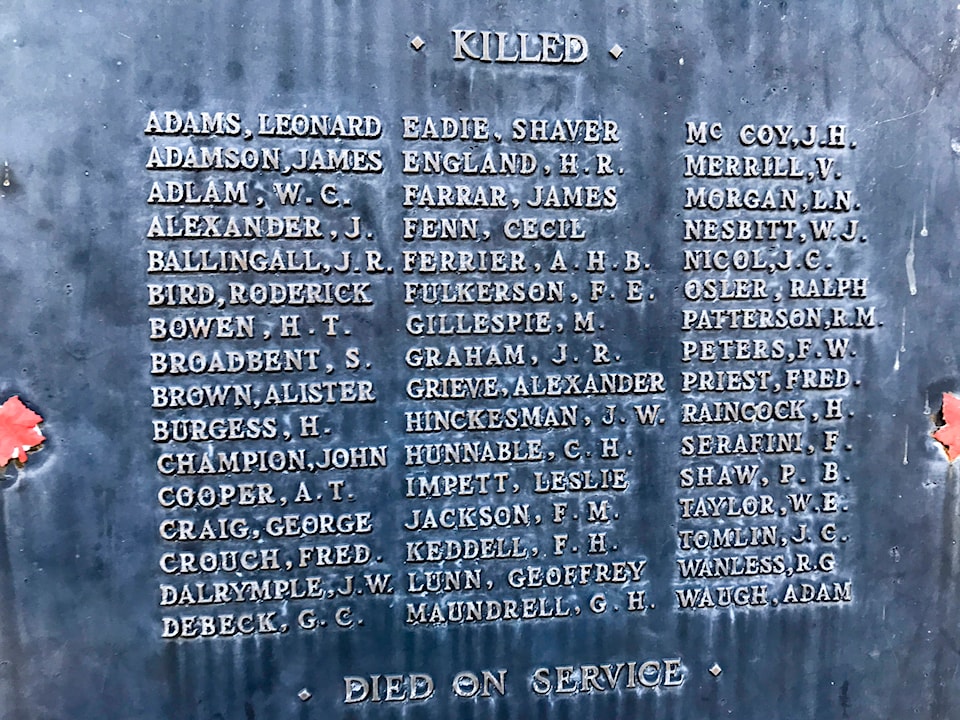 KILLED
ADAMS, LEONARD
ADAMSON, JAMES
ADLAM, W. C.
ALEXANDER, J.
BALLINGALL, J. R.
BIRD, RODERICK
BOWEN, H. T.
BROADBENT, S.
BROWN, ALISTER
BURGESS, H.
CHAMPION, JOHN
COOPER, A. T.
CRAIG, GEORGE
CROUCH, FRED.
DALRYMPLE, J. W.
DEBECK, G. C.
EADIE, SHAVER
ENGLAND, H. R.
FARRAR, JAMES
FENN, CECIL
FERRIER, A. H. B.
FULKERSON, F. E.
GILLESPIE, M.
GRAHAM, J. R.
GRIEVE, ALEXANDER
HINCKESMAN, J. W.
HUNNABLE, C. H.
IMPETT, LESLIE
JACKSON, F. M.
KEDDELL, F. H.
LUNN, GEOFFREY
MAUNDRELL, G. H.
Mc COY, J. H.
MERRILL, V.
MORGAN, L. N.
NESBITT, W. J.
NICOL, J. C.
OSLER, RALPH
PATTERSON, R. M.
PETERS, F. W.
PRIEST, FRED.
RAINCOCK, H.
SERAFINI, F.
SHAW, P. B.
TAYLOR, W. E.
TOMLIN, J. C.
WANLESS, R.G
WAUGH, ADAM
DIED ON SERVICE